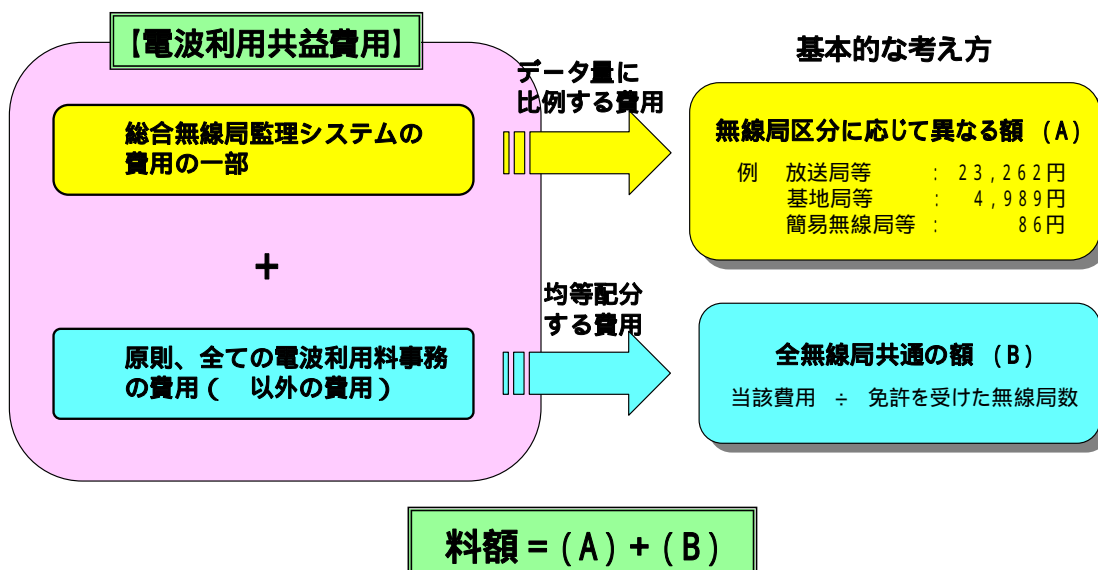 【電波利用共益費用】
総合無線局監理システムの
費用の一部
+
原則、全ての電波利用料事務
の費用(　以外の費用)
データ量に
比例する費用
均等配分
する費用
基本的な考え方
無線局区分に応じて異なる額 (A)
例　放送局等　　: 23,262円
基地局等　　: 4,989円
簡易無線局等 : 86円
全無線局共通の額 (B)
当該費用 ÷ 免許を受けた無線局数
料額=(A)+(B)